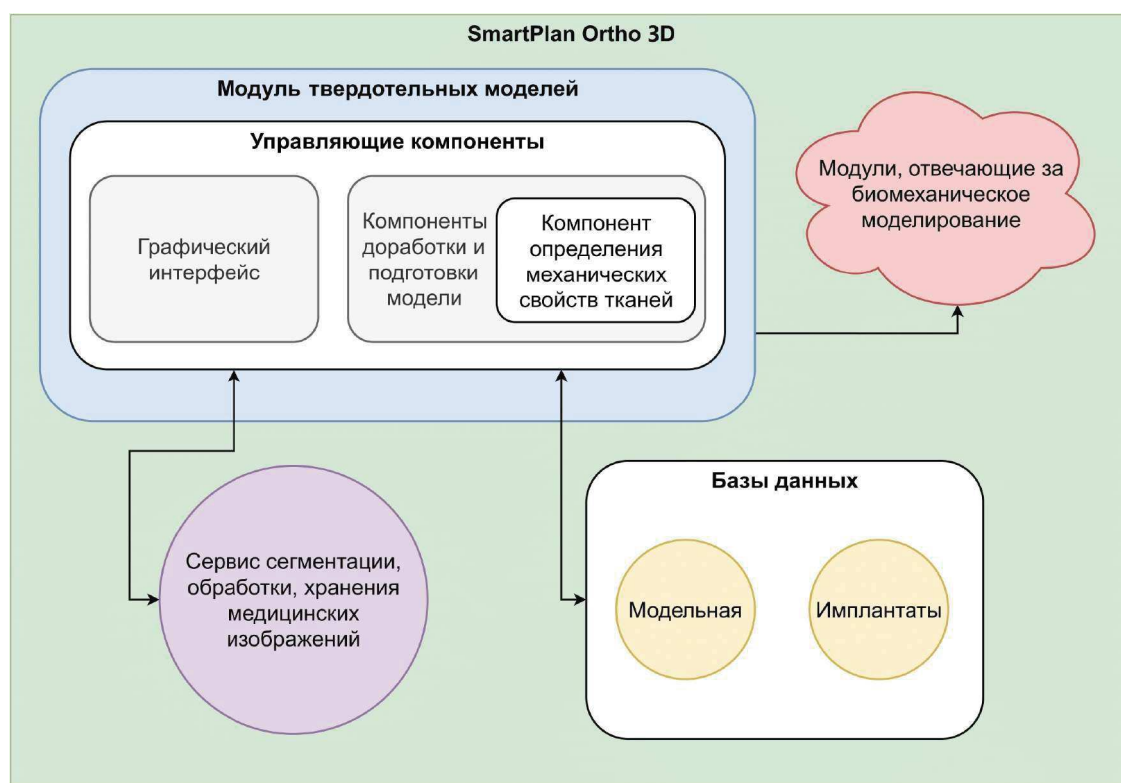 SmartPlan Ortho 3D
Модуль твердотельных моделей
Управляющие компоненты
Графический
интерфейс
Компоненты
доработки и
подготовки
модели
Компонент
определения
механических
свойств тканей
Модули, отвечающие за
биомеханическое
моделирование
Сервис сегментации,
обработки, хранения
медицинских
изображений
Базы данных
Модельная
Имплантаты